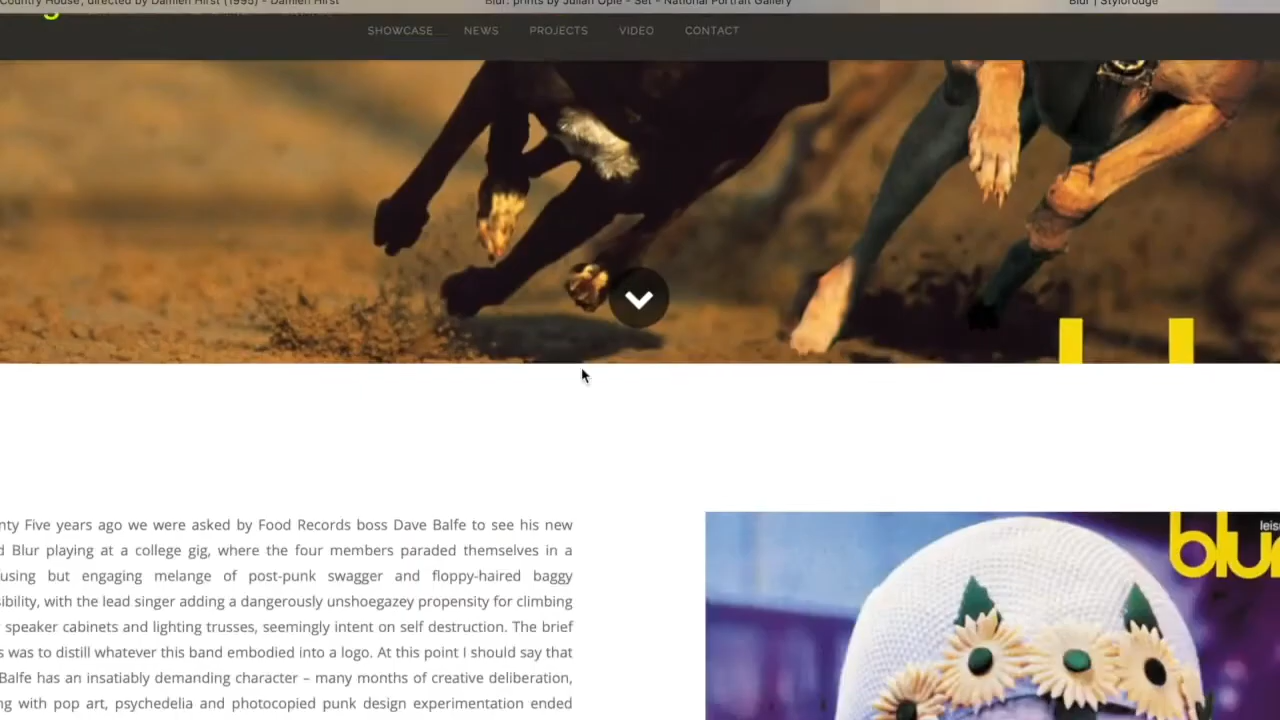 Country House, directed by Damien Hirst (1995) - Damien Hirst
Blur: prints by Julian Opie - Set - National Portrait Gallery
Blur | Stylorouge
SHOWCASE NEWS PROJECTS VIDEO CONTACT
nty Five years ago we were asked by Food Records boss Dave Balfe to see his new
d Blur playing at a college gig, where the four members paraded themselves in a
using but engaging melange of post-punk swagger and floppy-haired baggy
ibility, with the lead singer adding a dangerously unshoegazey propensity for climbing
speaker cabinets and lighting trusses, seemingly intent on self destruction. The brief
s was to distill whatever this band embodied into a logo. At this point I should say that
Balfe has an insatiably demanding character – many months of creative deliberation,
ng with pop art, psychedelia and photocopied punk design experimentation ended
blur
leis